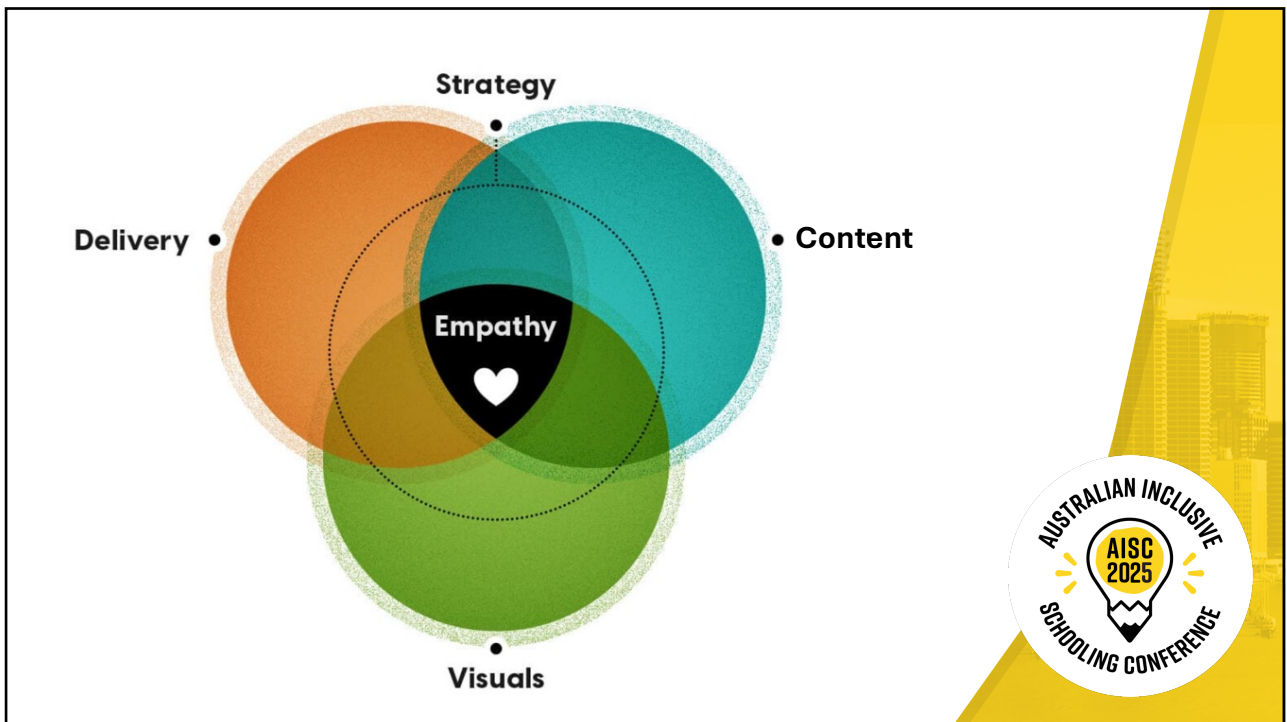 Strategy
Delivery
Content
Empathy
Visuals
AUSTRALIAN INCLUSIVE
AISC
2025
SCHOOLING CONFERENCE